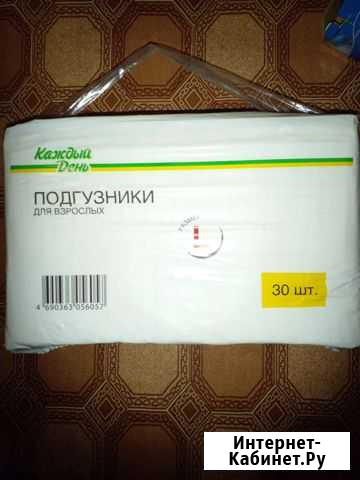 Каждый
День
ПОДГУЗНИКИ
ДЛЯ ВЗРОСЛЫХ
30 шт.
4 690363 056057
Интернет-
Кабинет.Ру